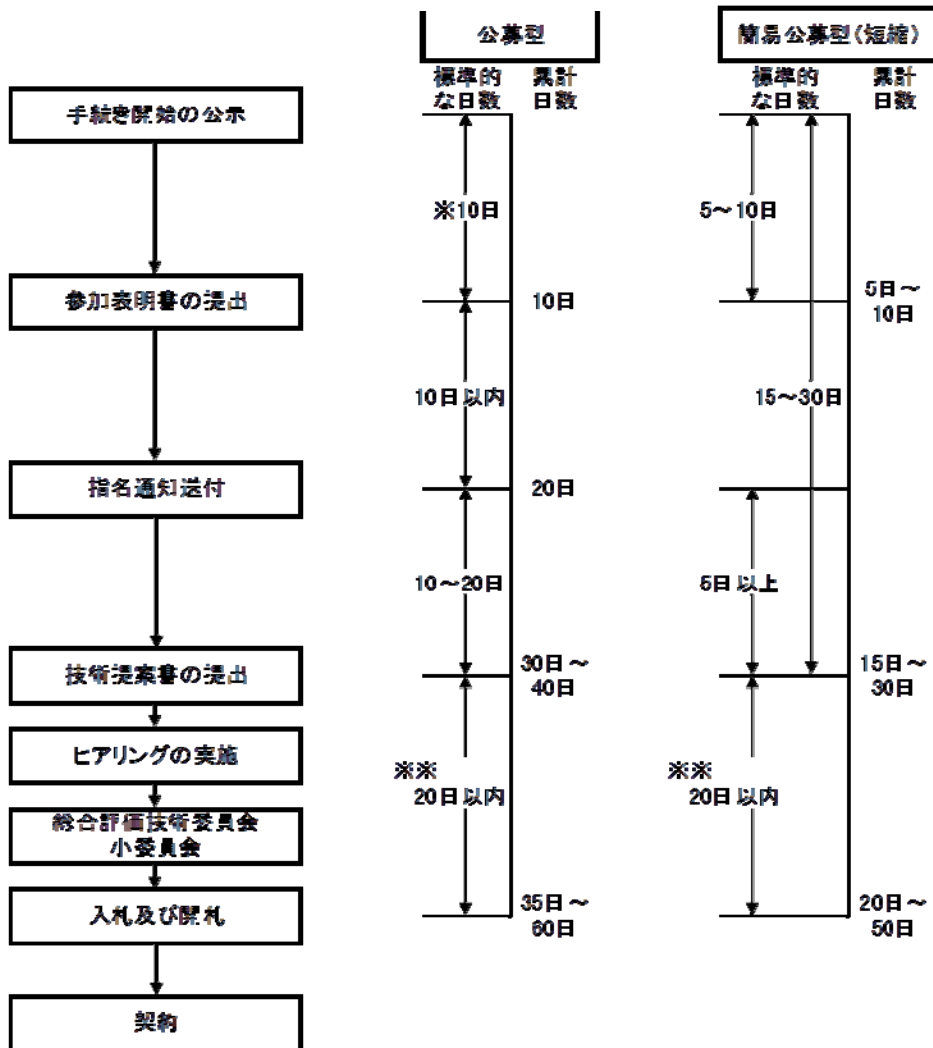 公募型
簡易公募型(短縮)
標準的
な日数
累計
日数
標準的
な日数
累計
日数
手続き開始の公示
※10日
5～10日
参加表明書の提出
10日
5日～
10日
10日以内
15～30日
指名通知送付
20日
10～20日
5日以上
技術提案書の提出
30日～
40日
15日～
30日
ヒアリングの実施
※※
20日以内
※※
20日以内
総合評価技術委員会
小委員会
入札及び開札
35日～
60日
20日～
50日
契約